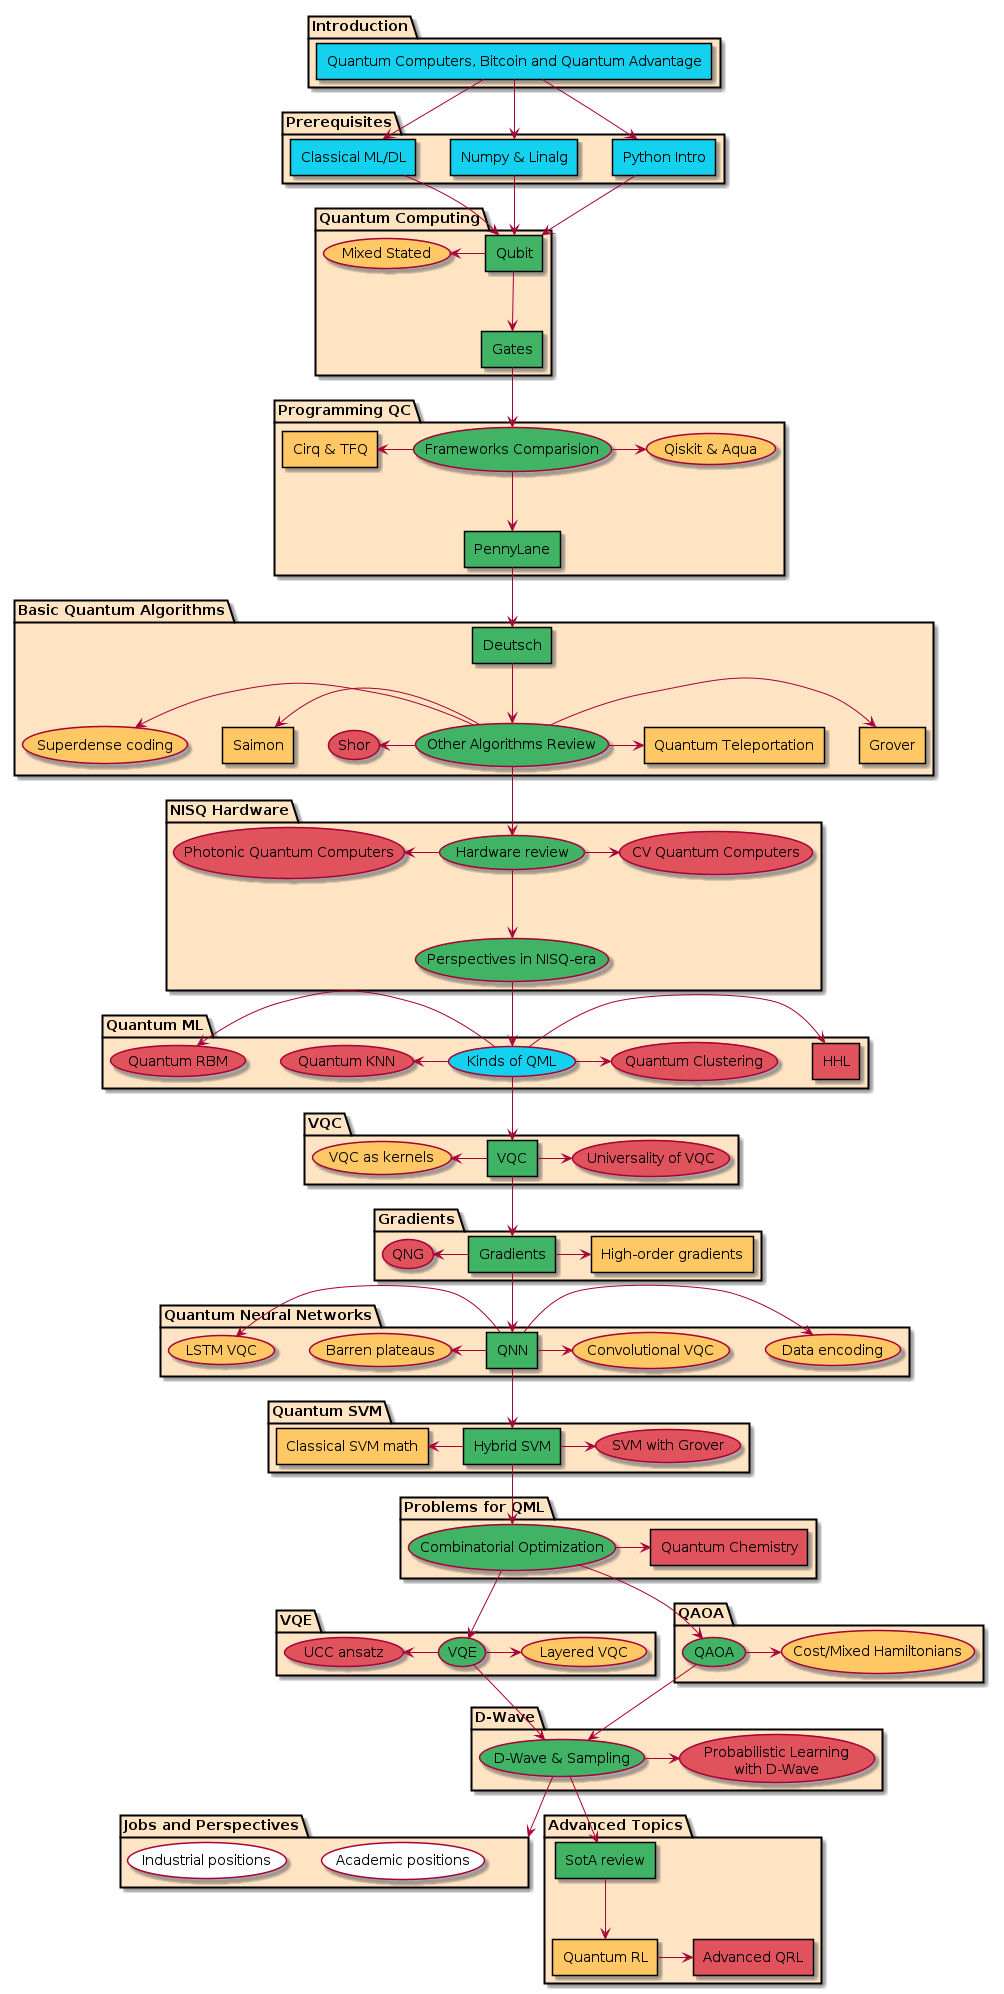 Introduction
Quantum Computers, Bitcoin and Quantum Advantage
Prerequisites
Classical ML/DL
Numpy & Linalg
Python Intro
Quantum Computing
Mixed Stated
Qubit
Gates
Programming QC
Cirq & TFQ
Frameworks Comparision
Qiskit & Aqua
PennyLane
Basic Quantum Algorithms
Deutsch
Superdense coding
Saimon
Shor
Other Algorithms Review
Quantum Teleportation
Grover
NISQ Hardware
Photonic Quantum Computers
Hardware review
CV Quantum Computers
Perspectives in NISQ-era
Quantum ML
Quantum RBM
Quantum KNN
Kinds of QML
Quantum Clustering
HHL
VQC
VQC as kernels
VQC
Universality of VQC
Gradients
QNG
Gradients
High-order gradients
Quantum Neural Networks
LSTM VQC
Barren plateaus
QNN
Convolutional VQC
Data encoding
Quantum SVM
Classical SVM math
Hybrid SVM
SVM with Grover
Problems for QML
Combinatorial Optimization
Quantum Chemistry
VQE
UCC ansatz
VQE
Layered VQC
QAOA
QAOA
Cost/Mixed Hamiltonians
D-Wave
D-Wave & Sampling
Probabilistic Learning
with D-Wave
Jobs and Perspectives
Industrial positions
Academic positions
Advanced Topics
SotA review
Quantum RL
Advanced QRL